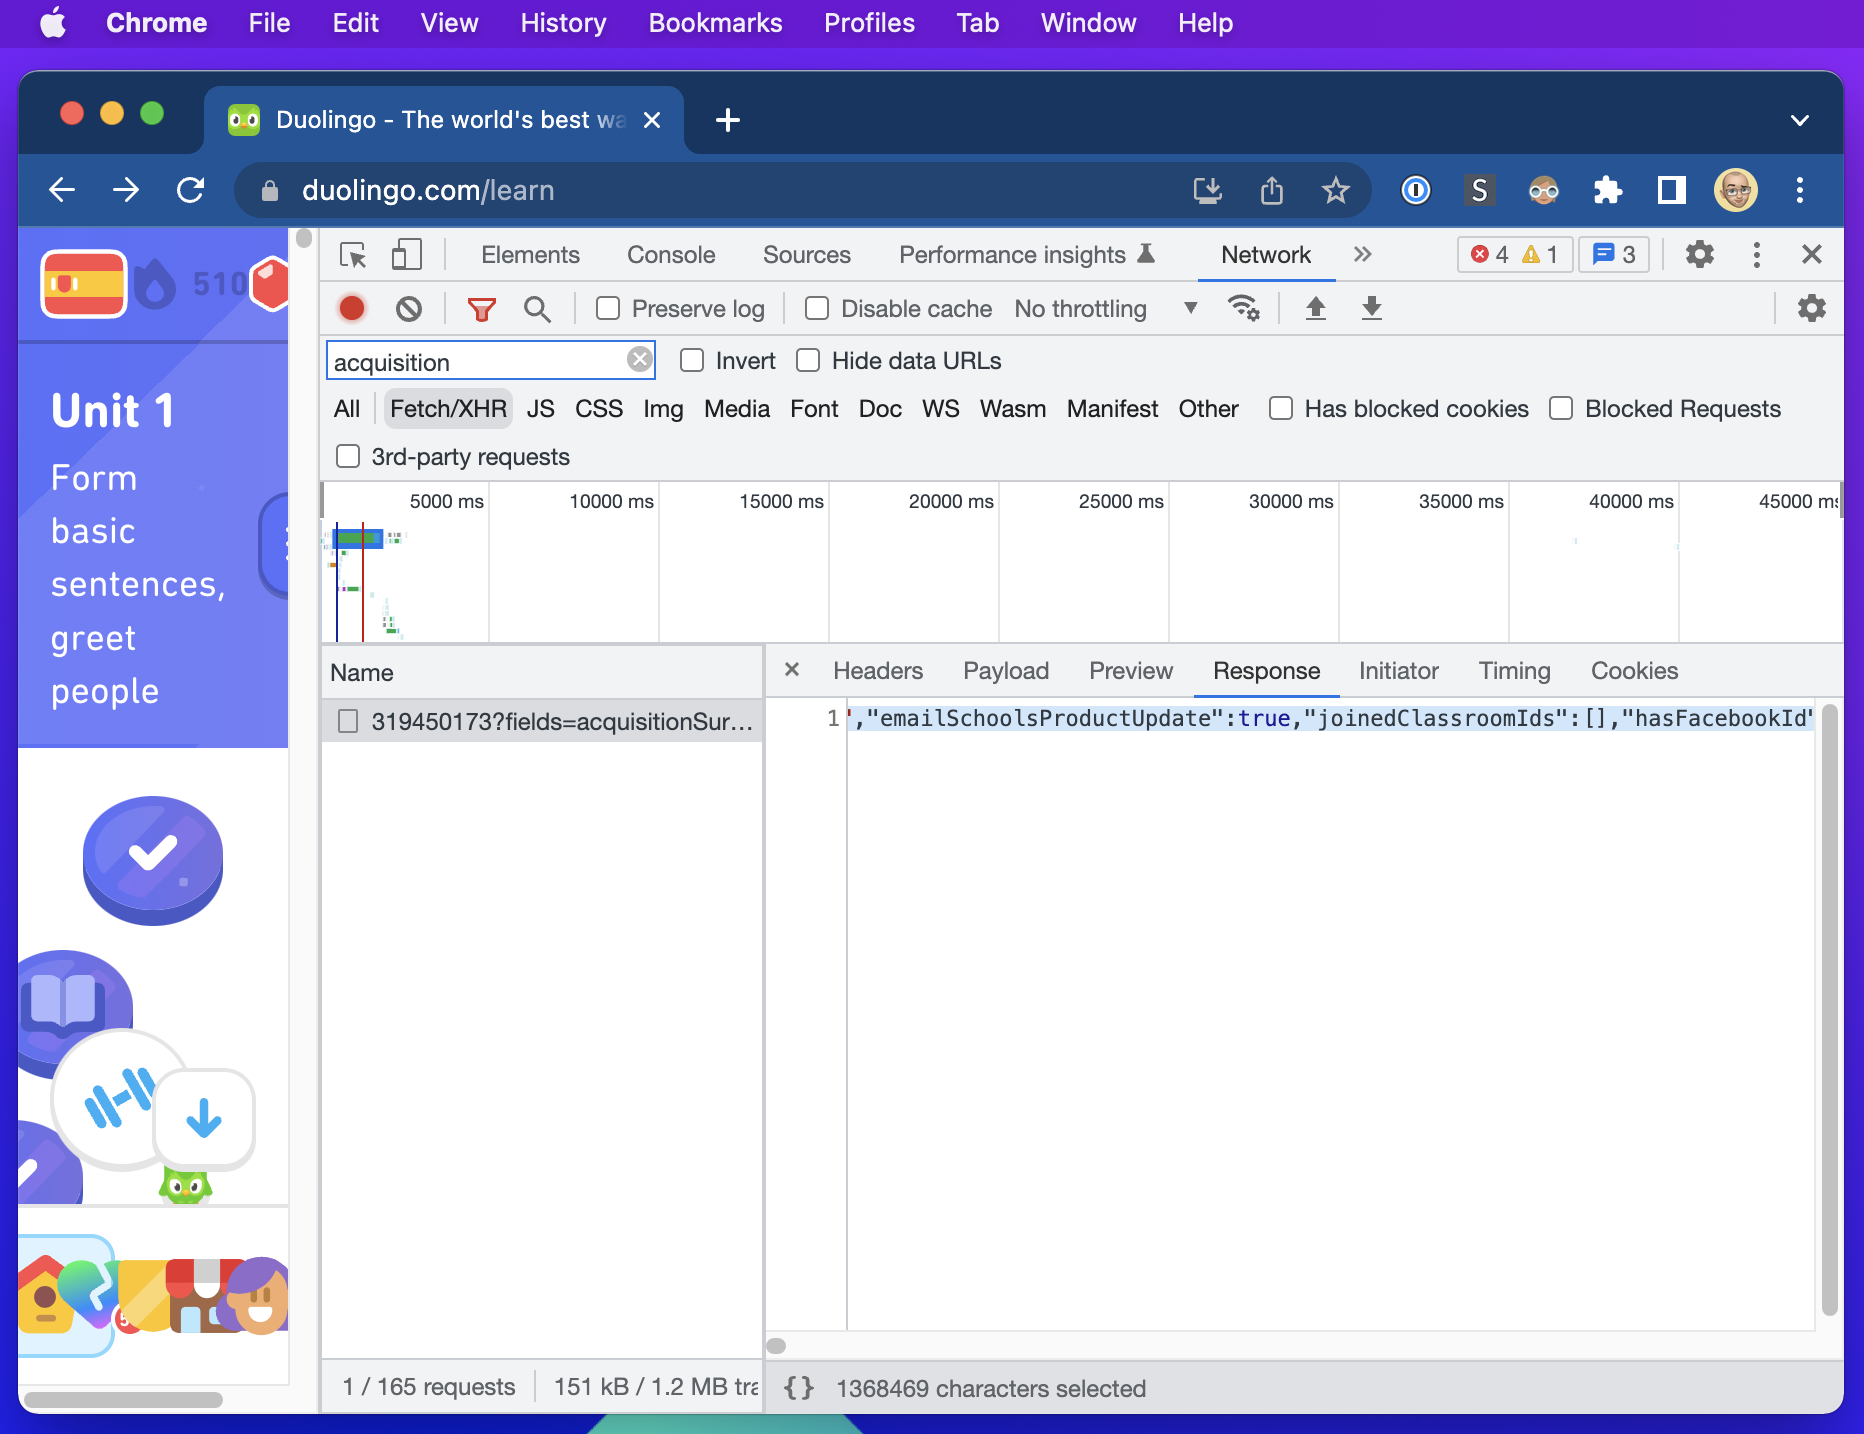 Chrome File Edit View History Bookmarks Profiles Tab Window Help
Duolingo - The world's best wa
duolingo.com/learn
510
Elements Console Sources Performance insights Network 4 1 3
Preserve log Disable cache No throttling
acquisition Invert Hide data URLs
All Fetch/XHR JS CSS Img Media Font Doc WS Wasm Manifest Other Has blocked cookies Blocked Requests
3rd-party requests
5000 ms 10000 ms 15000 ms 20000 ms 25000 ms 30000 ms 35000 ms 40000 ms 45000 ms
Unit 1
Form
basic
sentences,
greet
people
Name
319450173?fields=acquisitionSur...
Headers Payload Preview Response Initiator Timing Cookies
1 ","emailSchoolsProductUpdate":true,"joinedClassroomIds":[],"hasFacebookId"
S
5
1 / 165 requests 151 kB / 1.2 MB tra
{} 1368469 characters selected